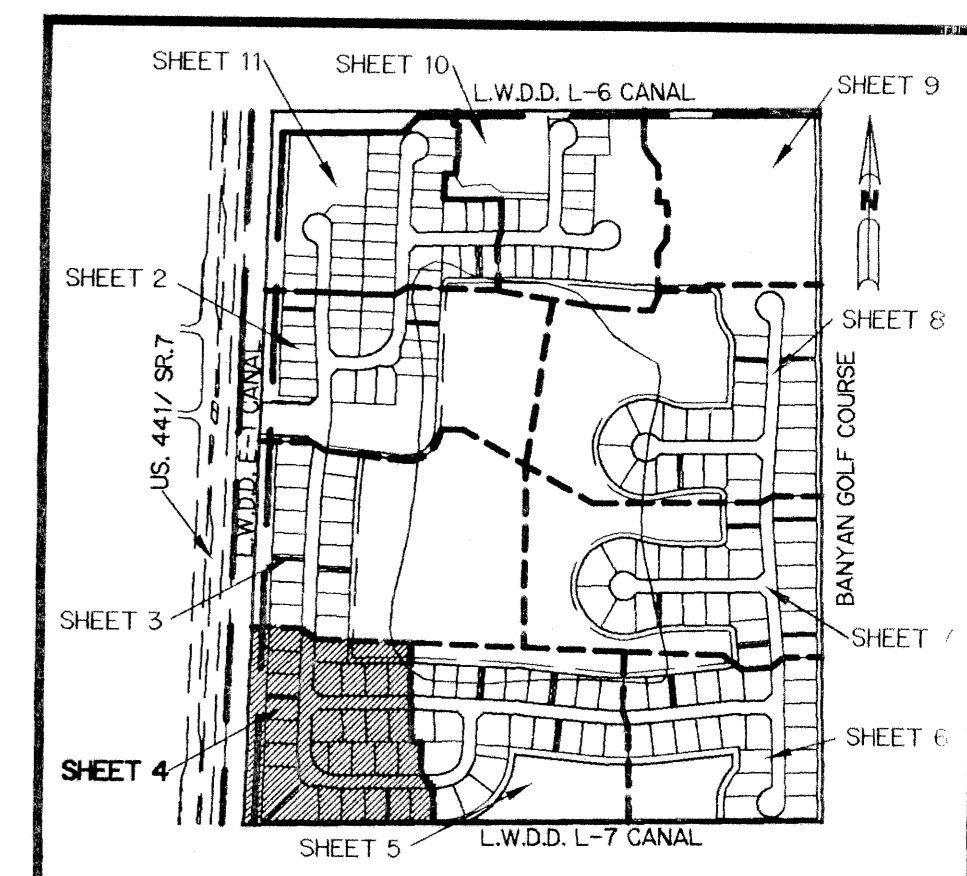 SHEET 11
SHEET 10
L.W.D.D. L-6 CANAL
SHEET 9
N
SHEET 2
SHEET 8
US. 441/ SR.7
L.W.D.D. E-1 CANAL
BANYAN GOLF COURSE
SHEET 3
SHEET
SHEET 4
SHEET 6
SHEET 5
L.W.D.D. L-7 CANAL